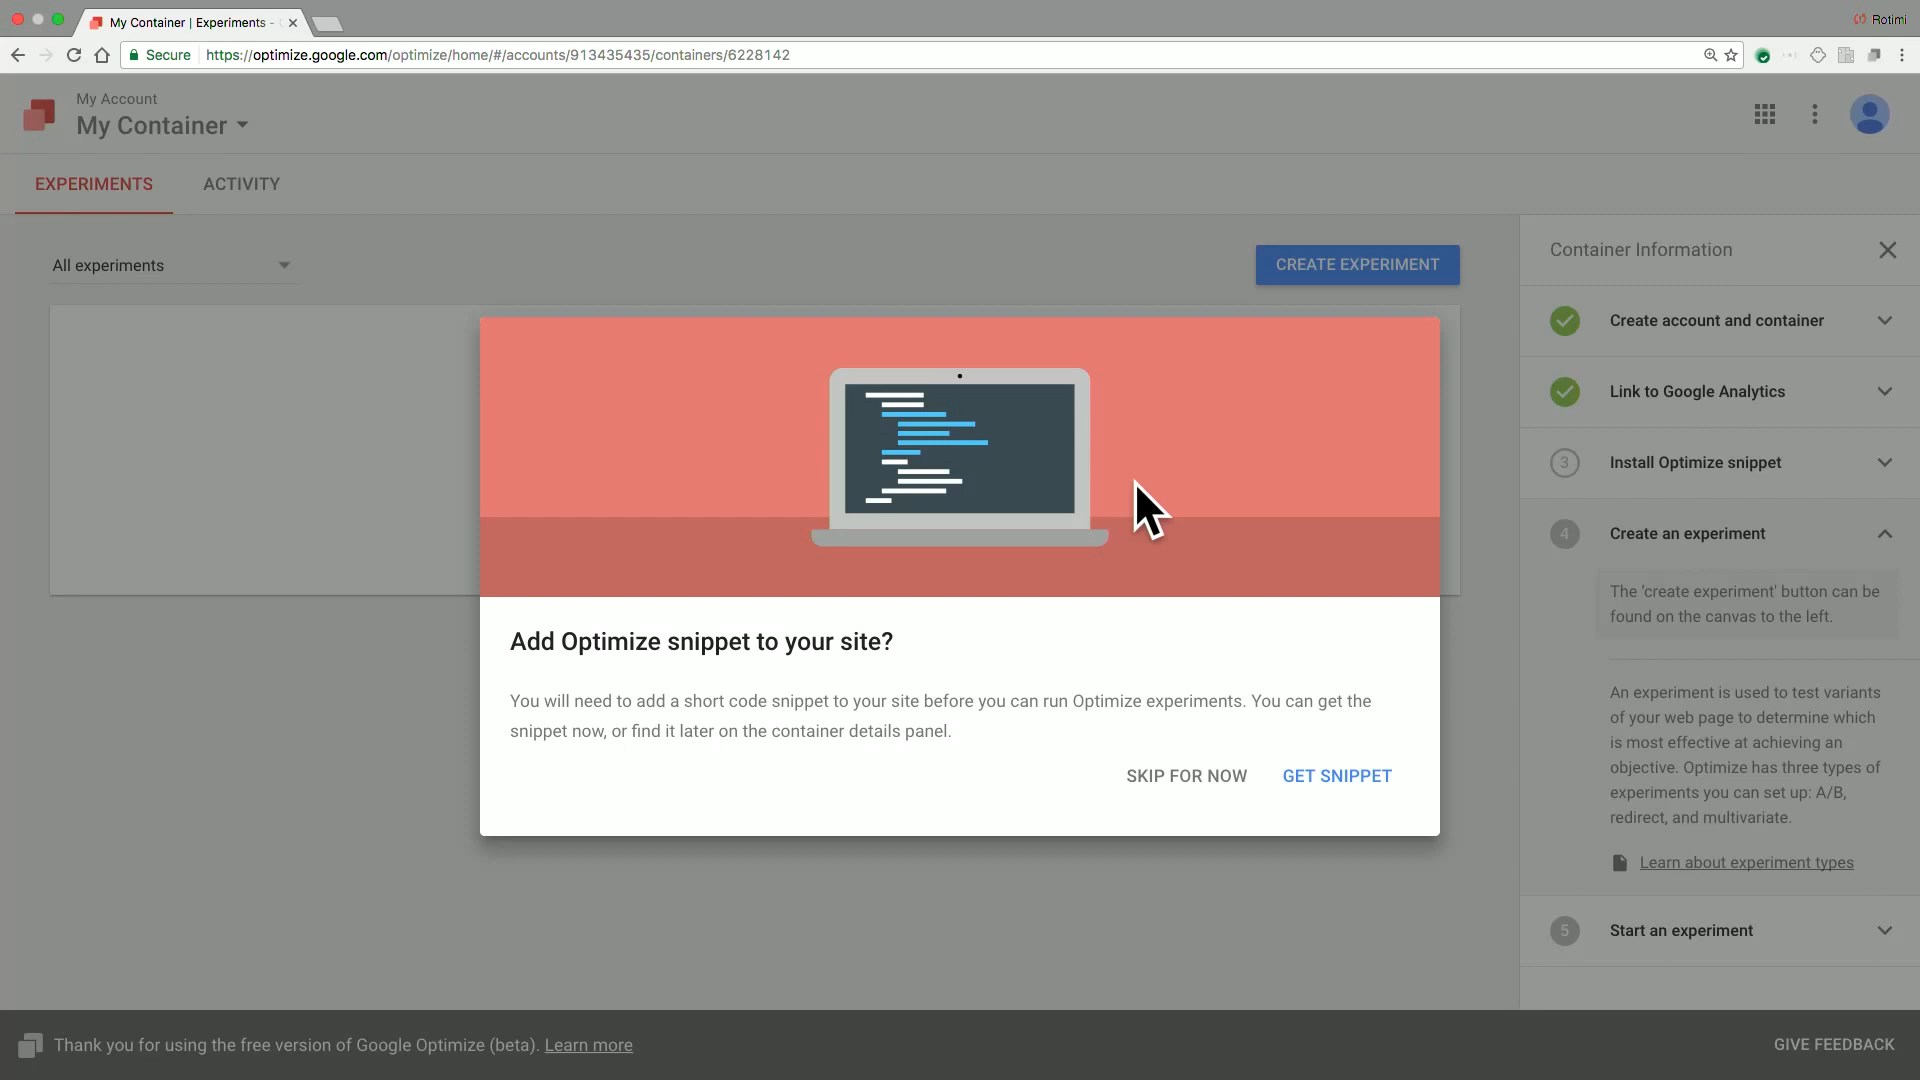 My Container | Experiments -
Rotimi
Secure
https://optimize.google.com/optimize/home/#/accounts/913435435/containers/6228142
My Account
My Container
EXPERIMENTS
ACTIVITY
All experiments
CREATE EXPERIMENT
Add Optimize snippet to your site?
You will need to add a short code snippet to your site before you can run Optimize experiments. You can get the
snippet now, or find it later on the container details panel.
SKIP FOR NOW
GET SNIPPET
Container Information
Create account and container
Link to Google Analytics
3
Install Optimize snippet
4
Create an experiment
The 'create experiment' button can be
found on the canvas to the left.
An experiment is used to test variants
of your web page to determine which
is most effective at achieving an
objective. Optimize has three types of
experiments you can set up: A/B,
redirect, and multivariate.
Learn about experiment types
5
Start an experiment
Thank you for using the free version of Google Optimize (beta). Learn more
GIVE FEEDBACK